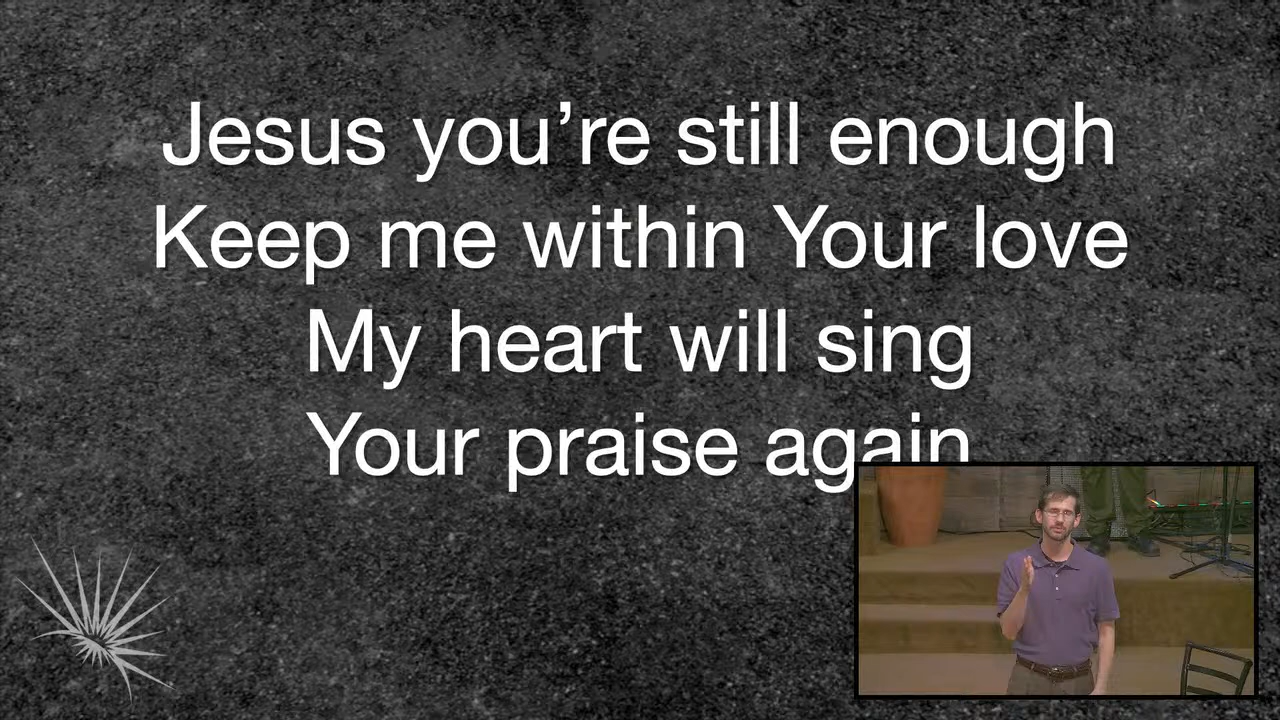 Jesus you’re still enough
Keep me within Your love
My heart will sing
Your praise again